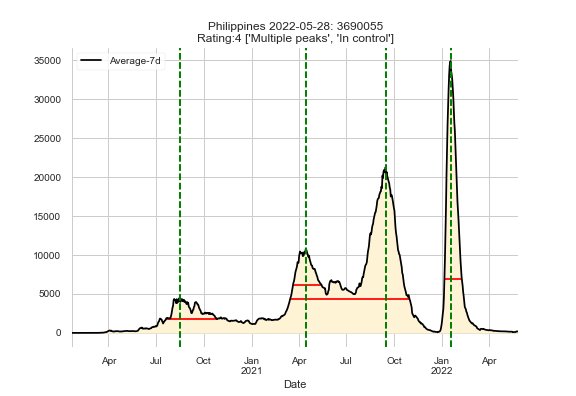 Philippines 2022-05-28: 3690055
Rating:4 ['Multiple peaks', 'In control']
Average-7d
35000
30000
25000
20000
15000
10000
5000
0
Apr Jul Oct Jan Apr Jul Oct Jan Apr
2021 2022
Date